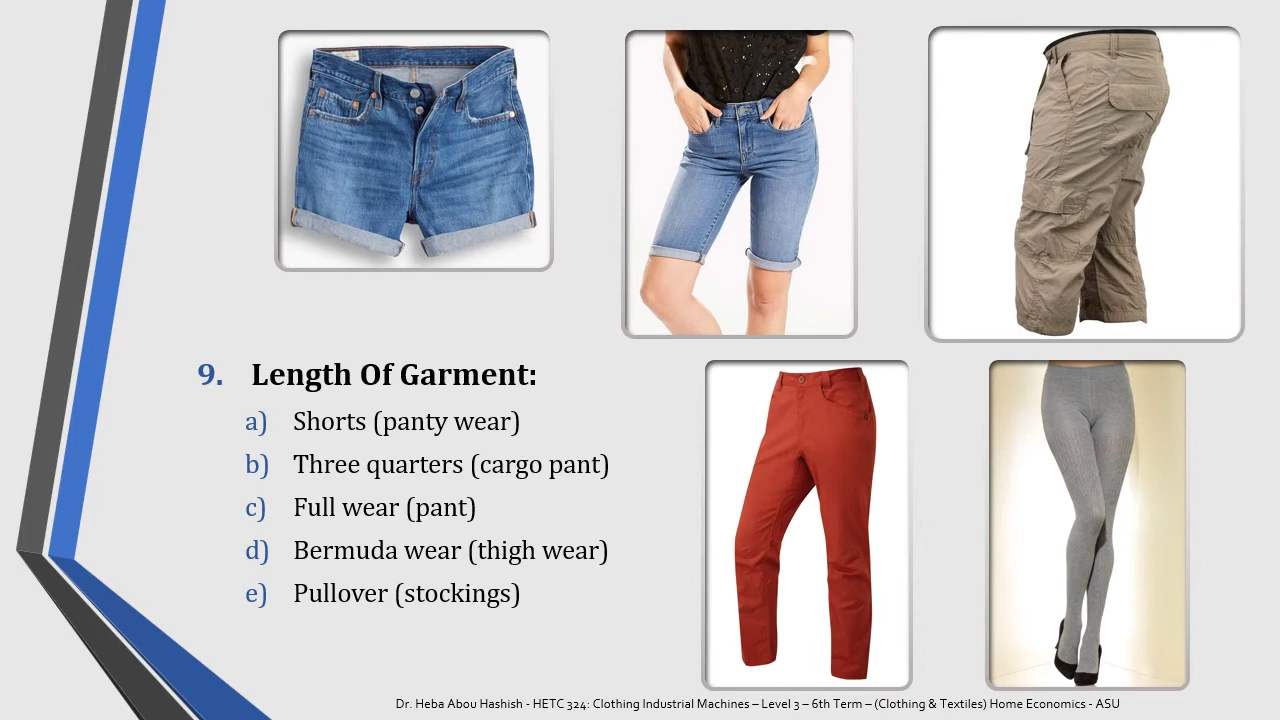 9. Length Of Garment:
a) Shorts (panty wear)
b) Three quarters (cargo pant)
c) Full wear (pant)
d) Bermuda wear (thigh wear)
e) Pullover (stockings)
Dr. Heba Abou Hashish - HETC 324: Clothing Industrial Machines – Level 3 – 6th Term – (Clothing & Textiles) Home Economics - ASU